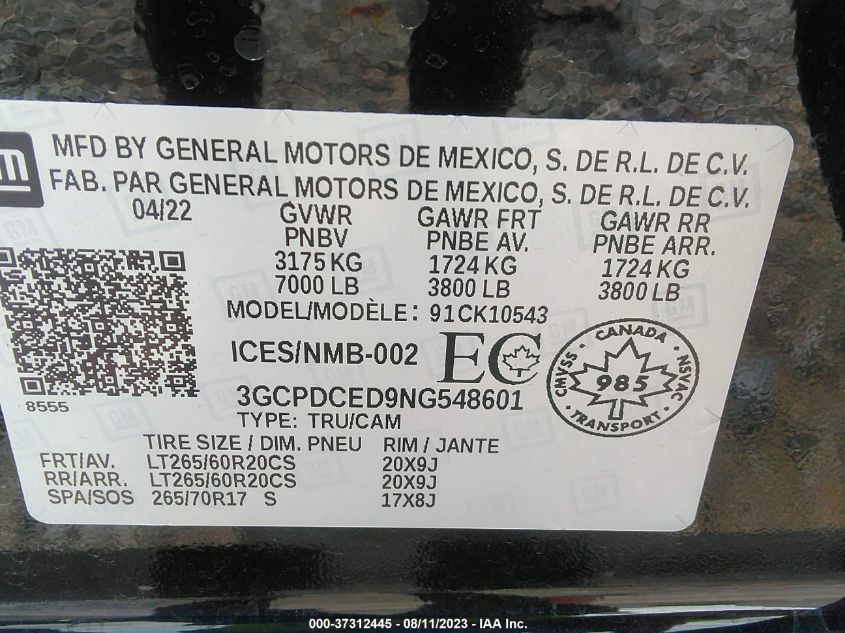 MFD BY GENERAL MOTORS DE MEXICO, S. DE R.L. DE C.V.
FAB. PAR GENERAL MOTORS DE MEXICO, S. DE R.L. DE C.V.
04/22 GVWR GAWR FRT GAWR RR
PNBV PNBE AV. PNBE ARR.
3175 KG 1724 KG 1724 KG
7000 LB 3800 LB 3800 LB
MODEL/MODÈLE: 91CK10543
ICES/NMB-002 EC
CANADA
CMVSS 985 NSVAC
TRANSPORT
3GCPDCED9NG548601
8555
TYPE: TRU/CAM
TIRE SIZE / DIM. PNEU RIM / JANTE
FRT/AV. LT265/60R20CS 20X9J
RR/ARR. LT265/60R20CS 20X9J
SPA/SOS 265/70R17 S 17X8J
000-37312445 - 08/11/2023 - IAA Inc.